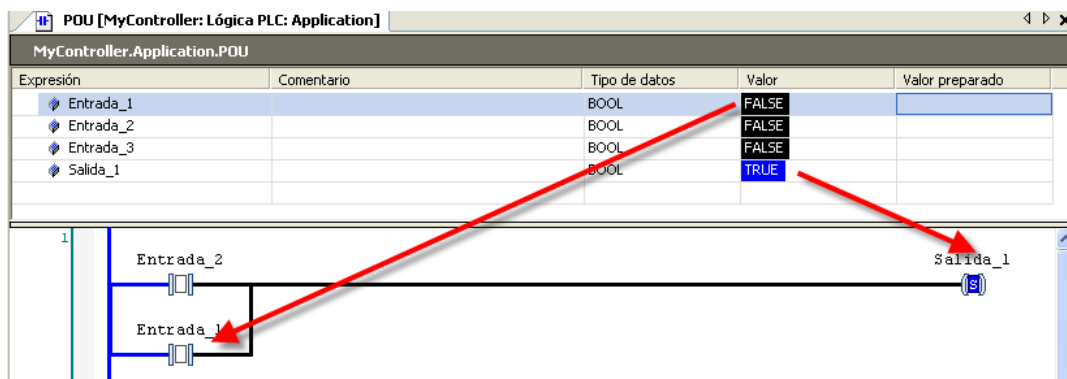 POU [MyController: Lógica PLC: Application]
MyController.Application.POU
Expresión Comentario Tipo de datos Valor Valor preparado
Entrada_1 BOOL FALSE
Entrada_2 BOOL FALSE
Entrada_3 BOOL FALSE
Salida_1 BOOL TRUE
1
Entrada_2 Salida_1
S
Entrada_1